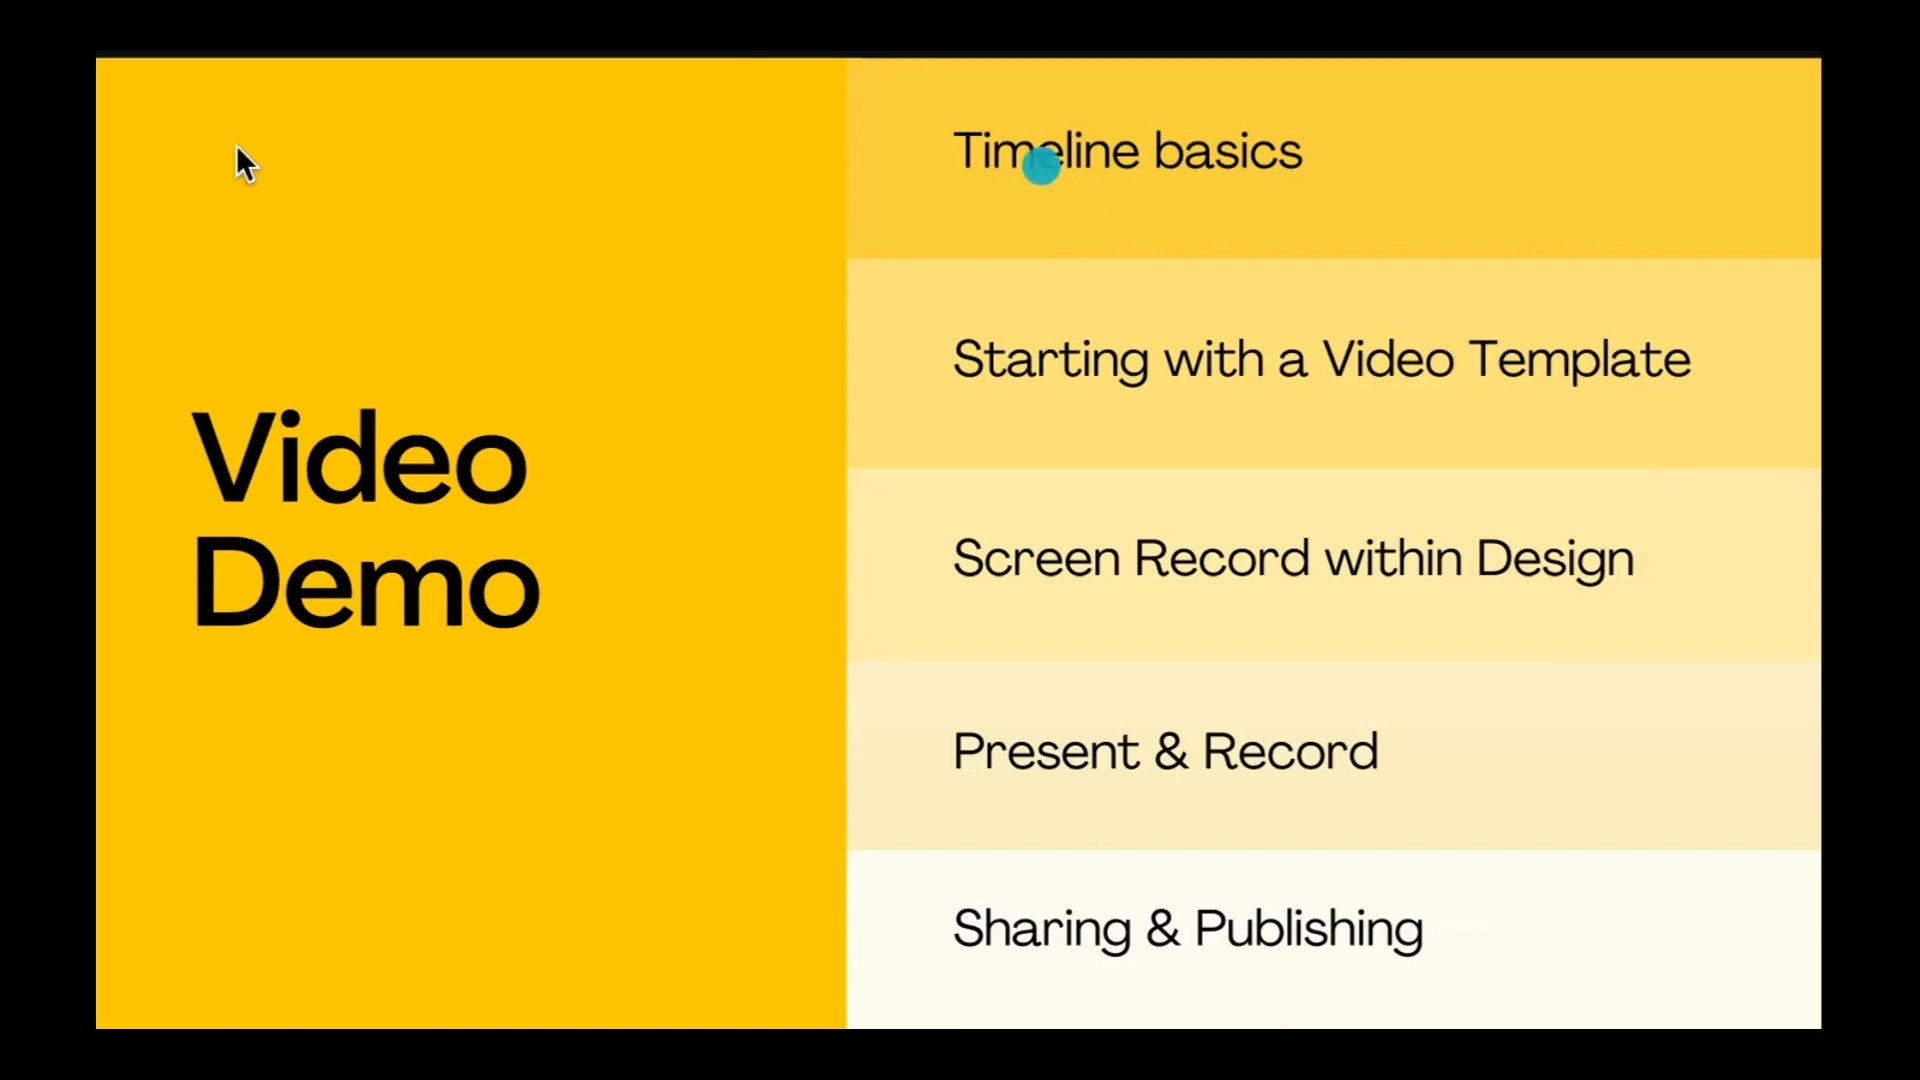 Video
Demo
Timeline basics
Starting with a Video Template
Screen Record within Design
Present & Record
Sharing & Publishing